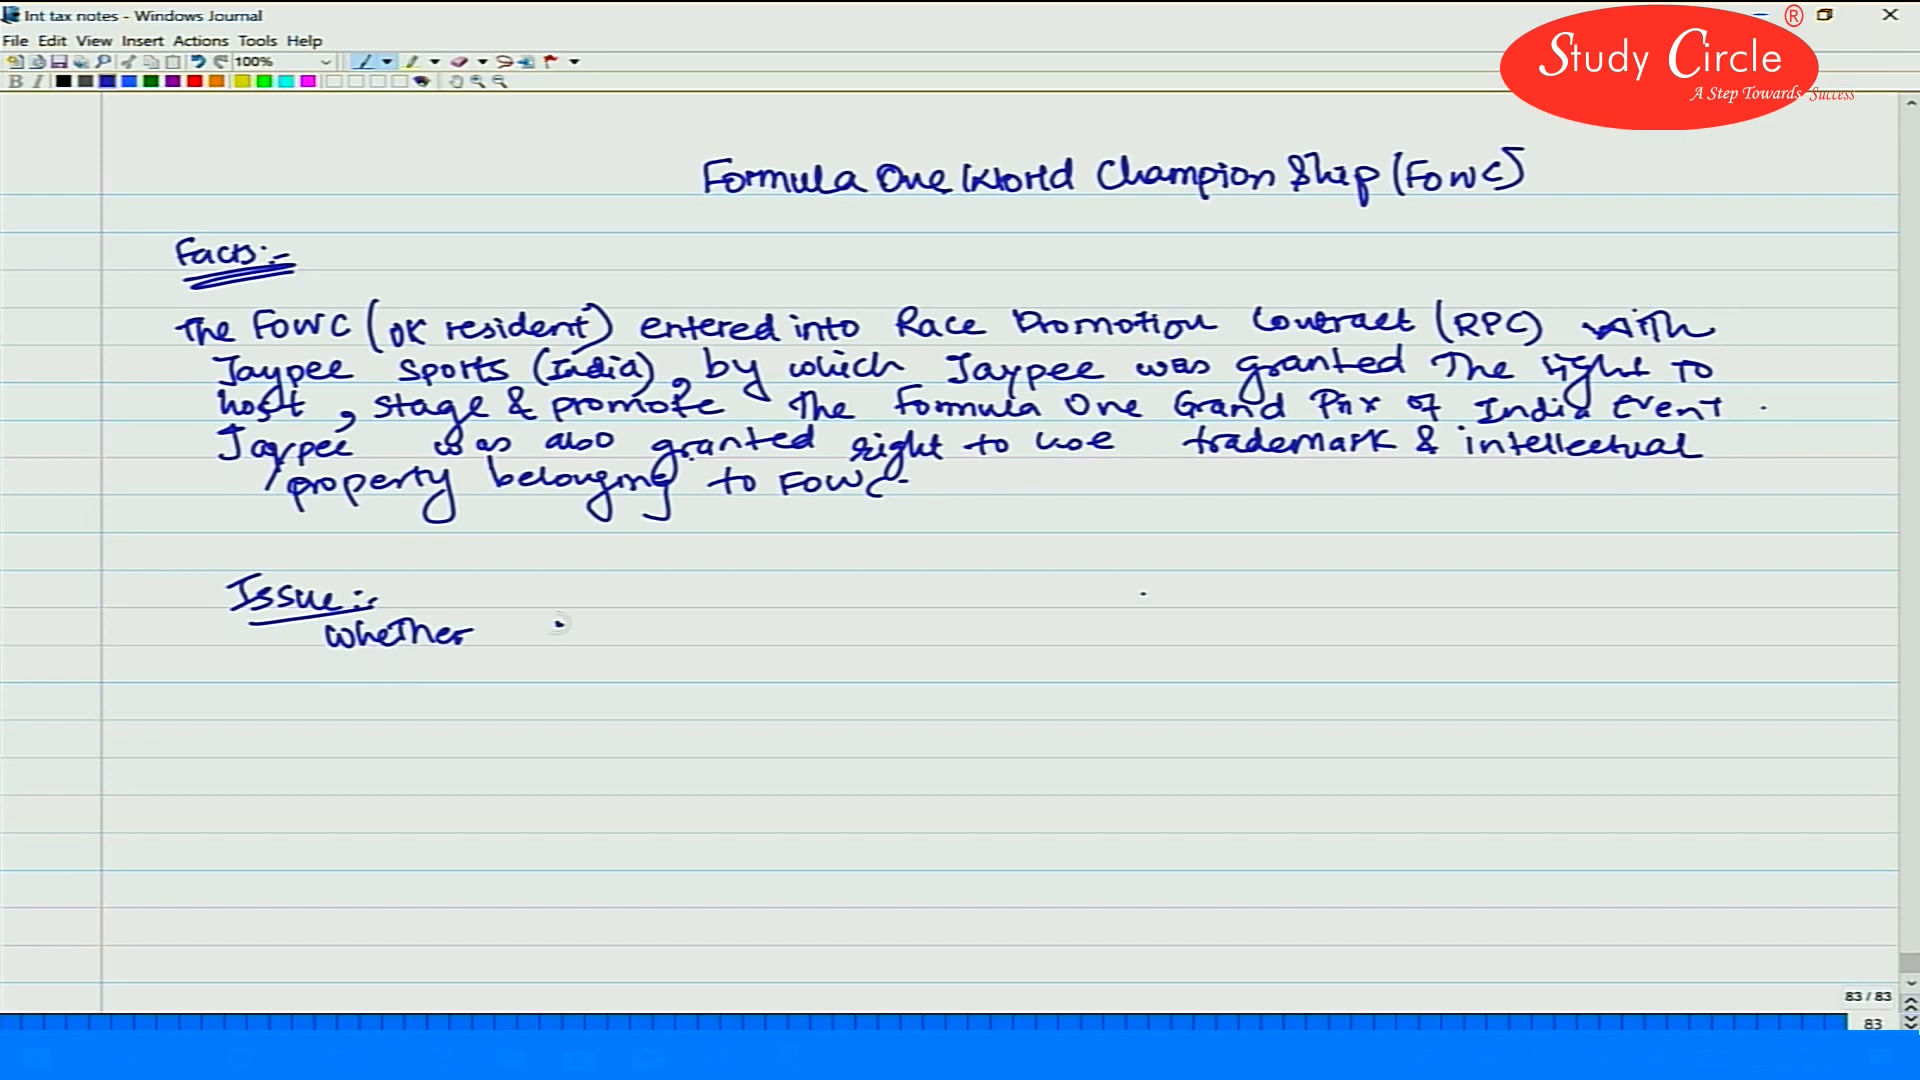 Int tax notes - Windows Journal
File Edit View Insert Actions Tools Help
100%
B I
Study Circle ®
A Step Towards Success
Formula One World Champion Ship (FOWC)
Facts:-
The FOWC (UK resident) entered into Race Promotion Contract (RPC) with
Jaypee Sports (India), by which Jaypee was granted The right to
host, stage & promote The Formula One Grand Prix of India Event.
Jaypee was also granted right to use trademark & intellectual
property belonging to FOWC.
Issue:-
whether
83 / 83
83